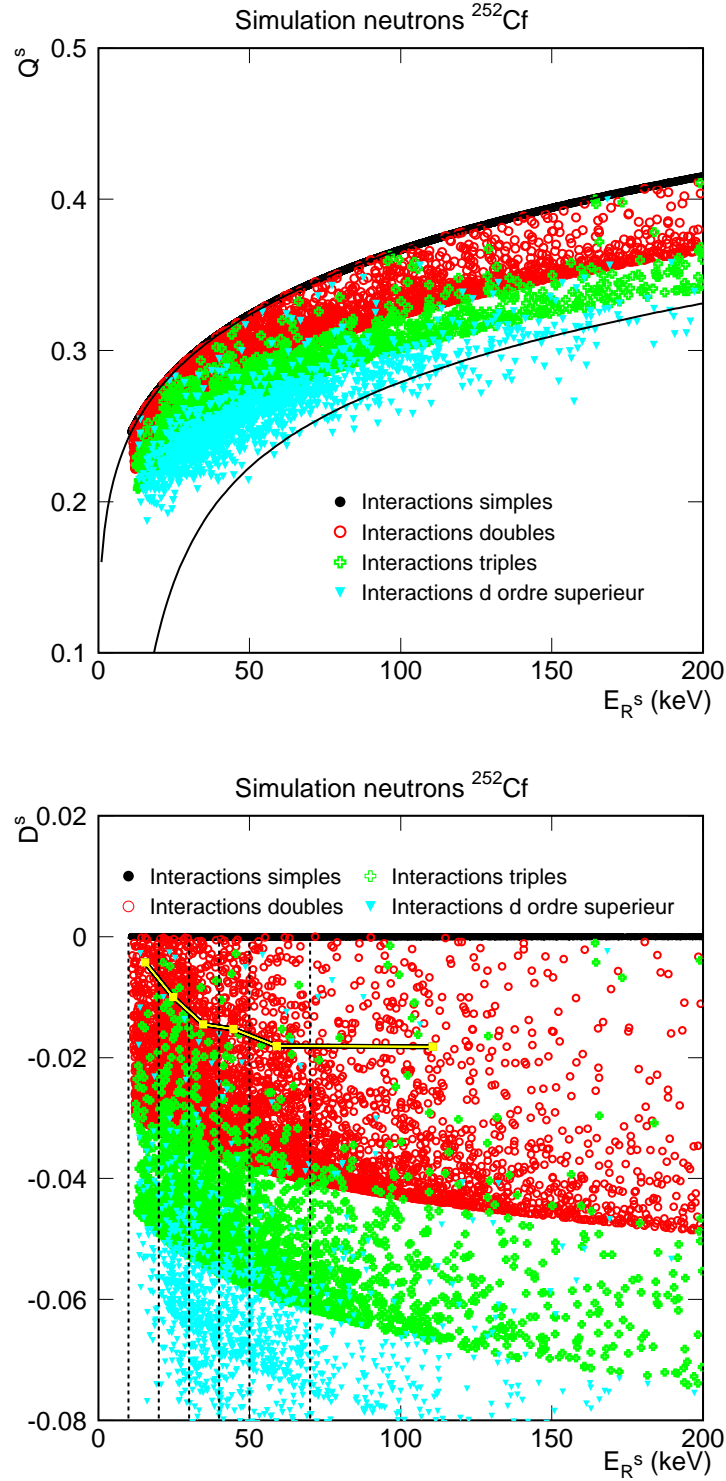 Simulation neutrons ²⁵²Cf
Qˢ
0.5
0.4
0.3
0.2
0.1
Interactions simples
Interactions doubles
Interactions triples
Interactions d ordre superieur
0 50 100 150 200
E_Rˢ (keV)
Simulation neutrons ²⁵²Cf
Dˢ
0.02
Interactions simples Interactions triples
Interactions doubles Interactions d ordre superieur
0
-0.02
-0.04
-0.06
-0.08
0 50 100 150 200
E_Rˢ (keV)